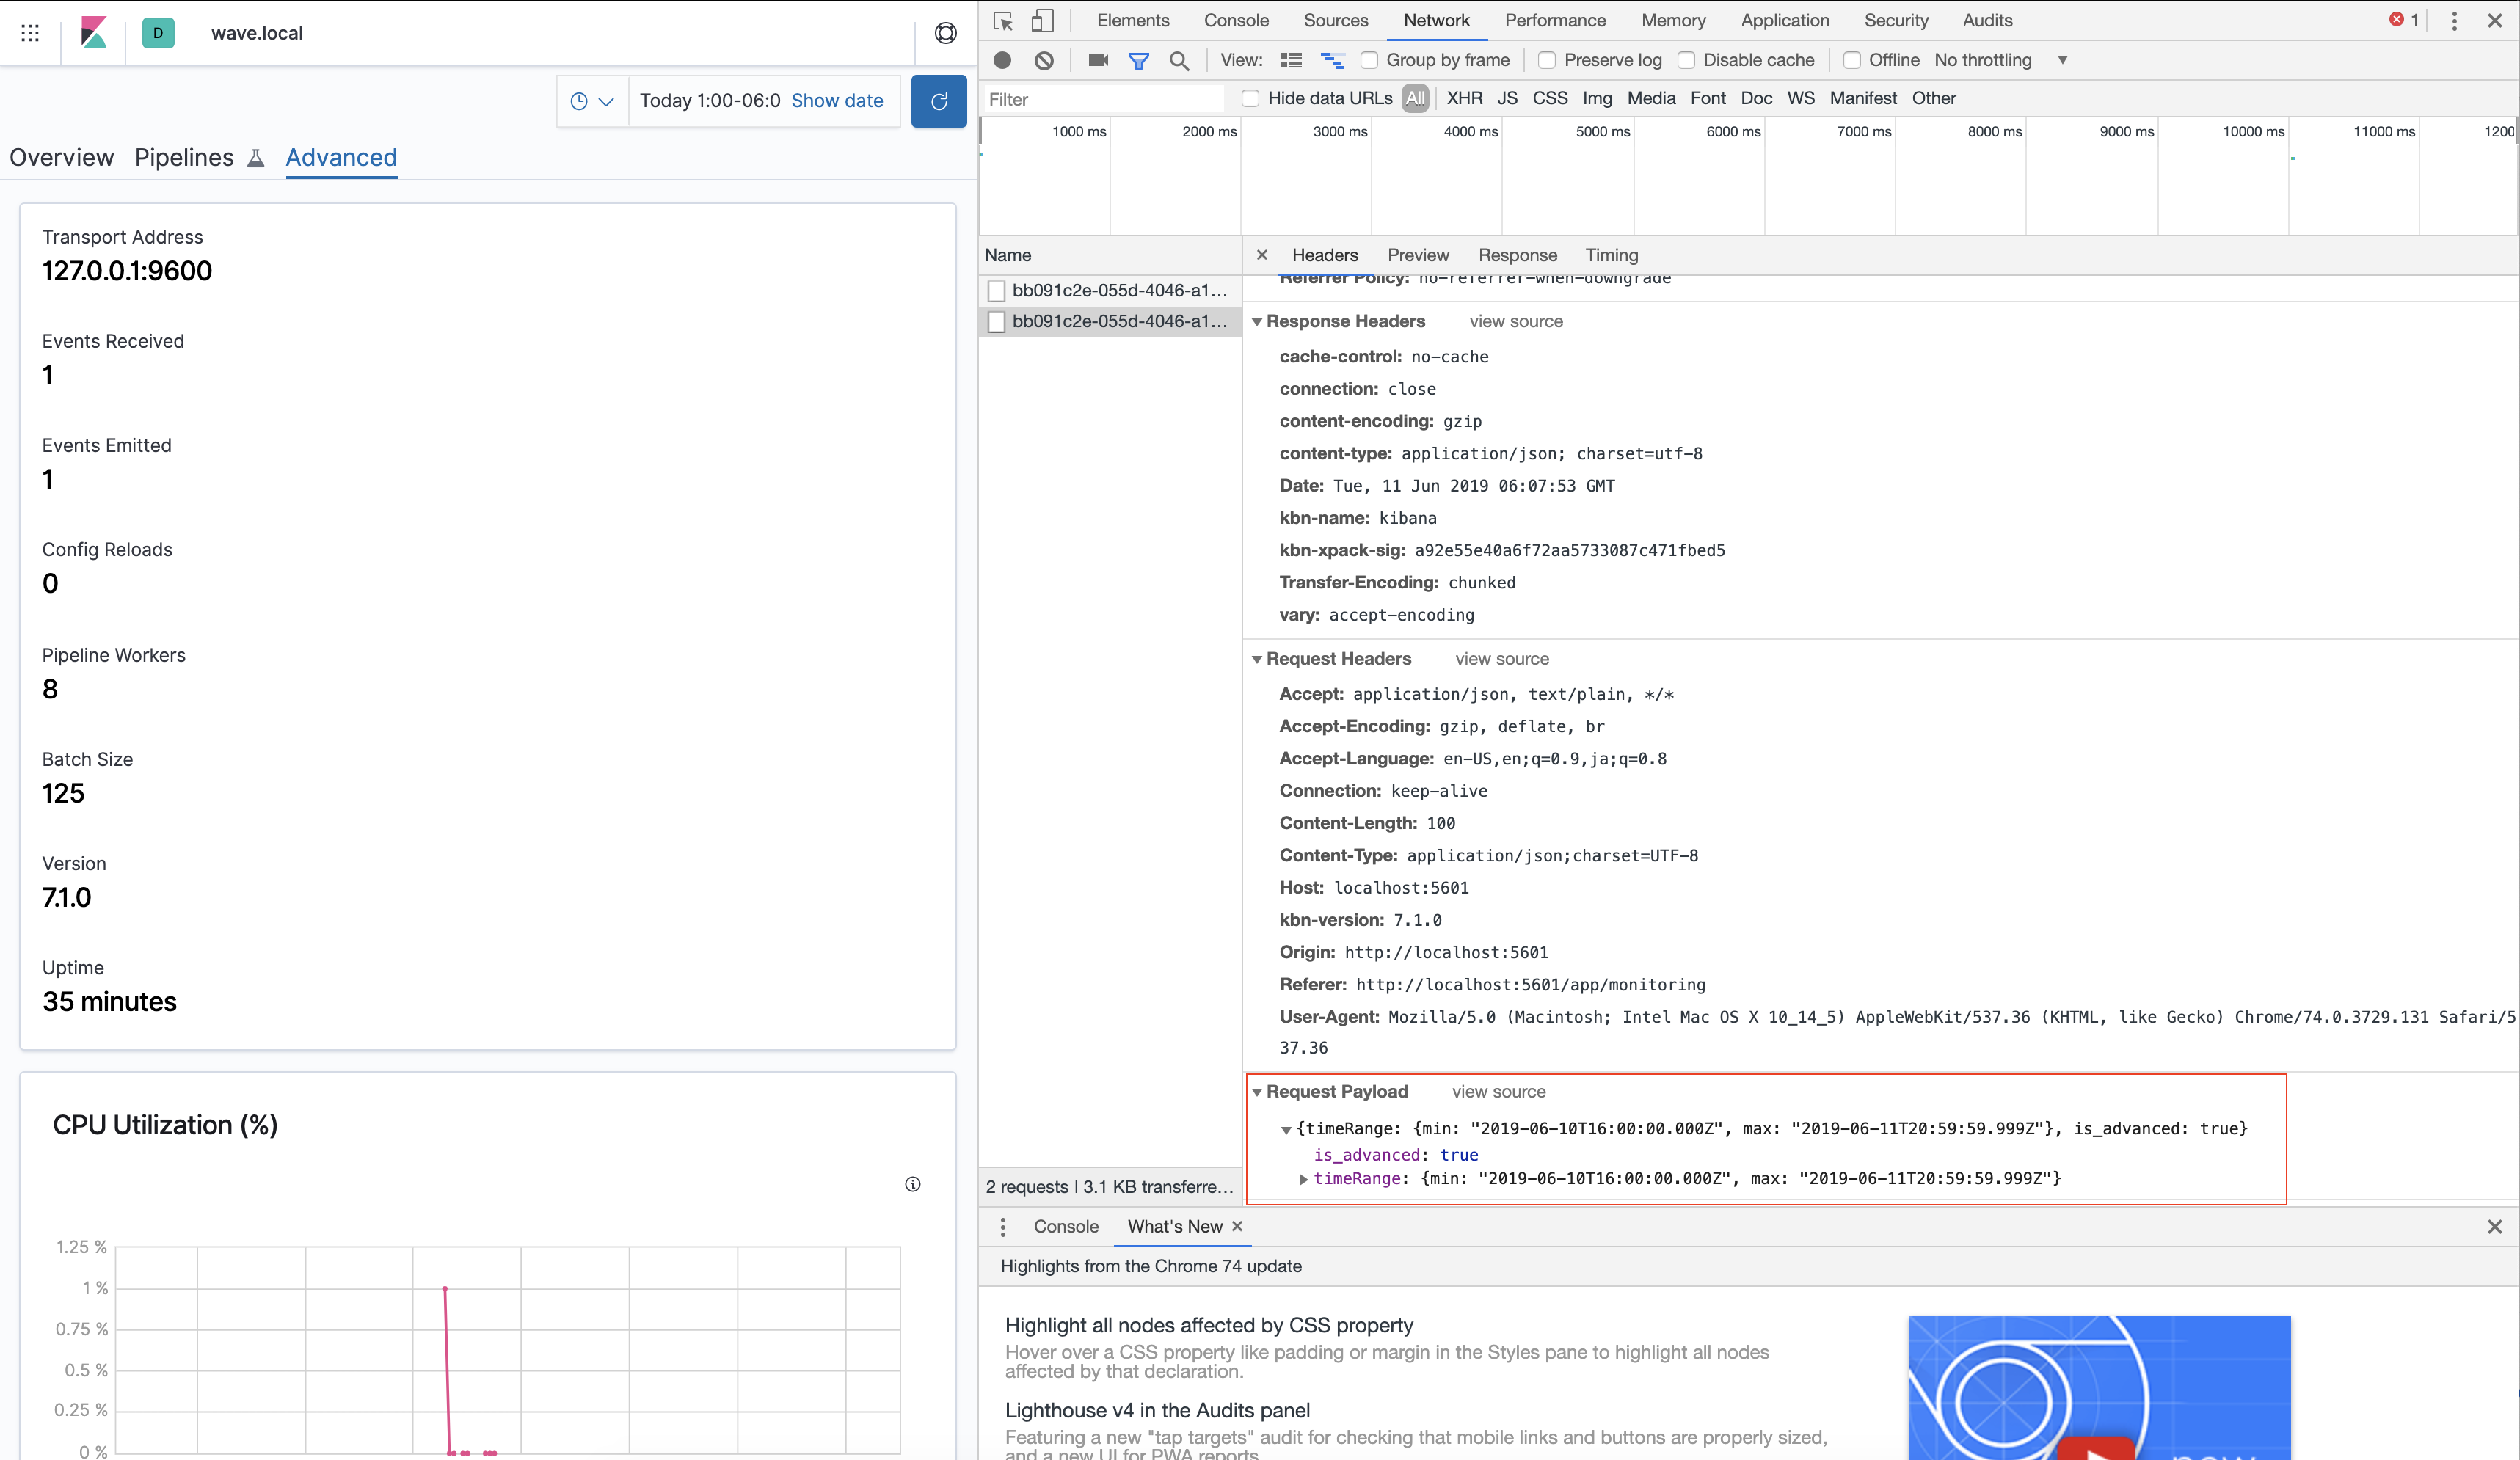 D
wave.local
Today 1:00-06:0 Show date
Overview Pipelines Advanced
Transport Address
127.0.0.1:9600
Events Received
1
Events Emitted
1
Config Reloads
0
Pipeline Workers
8
Batch Size
125
Version
7.1.0
Uptime
35 minutes
CPU Utilization (%)
1.25 %
1 %
0.75 %
0.5 %
0.25 %
0 %
Elements Console Sources Network Performance Memory Application Security Audits 1
View: Group by frame Preserve log Disable cache Offline No throttling
Filter Hide data URLs All XHR JS CSS Img Media Font Doc WS Manifest Other
1000 ms 2000 ms 3000 ms 4000 ms 5000 ms 6000 ms 7000 ms 8000 ms 9000 ms 10000 ms 11000 ms 1200
Name
bb091c2e-055d-4046-a1...
bb091c2e-055d-4046-a1...
2 requests | 3.1 KB transferre...
Headers Preview Response Timing
Referrer Policy: no-referrer-when-downgrade
Response Headers view source
cache-control: no-cache
connection: close
content-encoding: gzip
content-type: application/json; charset=utf-8
Date: Tue, 11 Jun 2019 06:07:53 GMT
kbn-name: kibana
kbn-xpack-sig: a92e55e40a6f72aa5733087c471fbed5
Transfer-Encoding: chunked
vary: accept-encoding
Request Headers view source
Accept: application/json, text/plain, */*
Accept-Encoding: gzip, deflate, br
Accept-Language: en-US,en;q=0.9,ja;q=0.8
Connection: keep-alive
Content-Length: 100
Content-Type: application/json;charset=UTF-8
Host: localhost:5601
kbn-version: 7.1.0
Origin: http://localhost:5601
Referer: http://localhost:5601/app/monitoring
User-Agent: Mozilla/5.0 (Macintosh; Intel Mac OS X 10_14_5) AppleWebKit/537.36 (KHTML, like Gecko) Chrome/74.0.3729.131 Safari/5
37.36
Request Payload view source
{timeRange: {min: "2019-06-10T16:00:00.000Z", max: "2019-06-11T20:59:59.999Z"}, is_advanced: true}
is_advanced: true
timeRange: {min: "2019-06-10T16:00:00.000Z", max: "2019-06-11T20:59:59.999Z"}
Console What's New
Highlights from the Chrome 74 update
Highlight all nodes affected by CSS property
Hover over a CSS property like padding or margin in the Styles pane to highlight all nodes
affected by that declaration.
Lighthouse v4 in the Audits panel
Featuring a new "tap targets" audit for checking that mobile links and buttons are properly sized,
and a new UI for PWA reports.
new